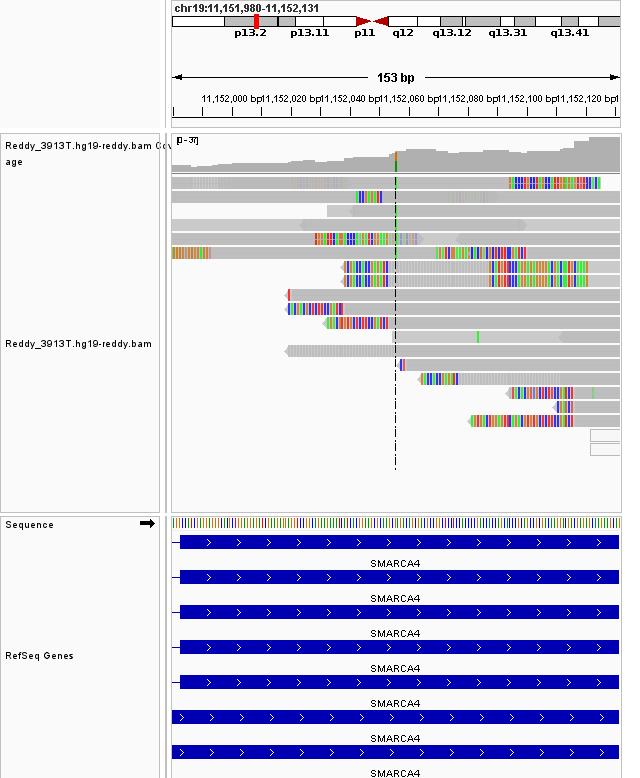 chr19:11,151,980-11,152,131
p13.2 p13.11 p11 q12 q13.12 q13.31 q13.41
153 bp
11,152,000 bp 11,152,020 bp 11,152,040 bp 11,152,060 bp 11,152,080 bp 11,152,100 bp 11,152,120 bp
Reddy_3913T.hg19-reddy.bam Cov
age
[0 - 37]
Reddy_3913T.hg19-reddy.bam
Sequence
SMARCA4
SMARCA4
SMARCA4
SMARCA4
RefSeq Genes
SMARCA4
SMARCA4
SMARCA4